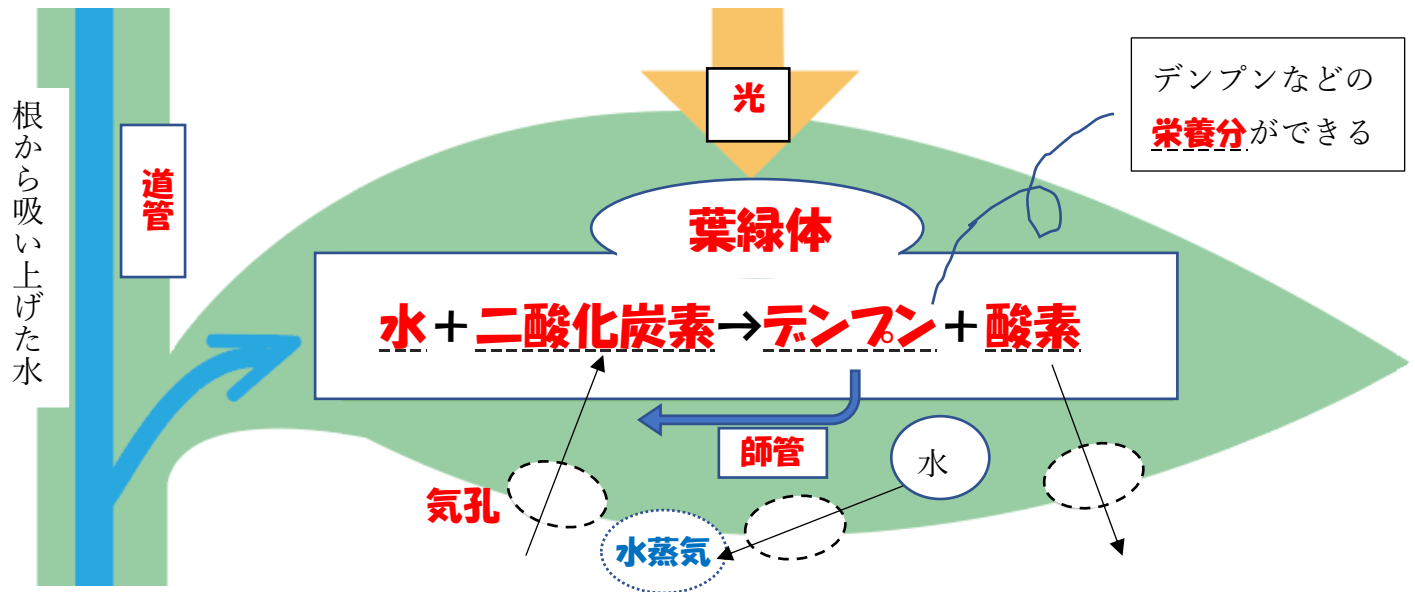 根から吸い上げた水
道管
光
デンプンなどの
栄養分ができる
葉緑体
水+二酸化炭素→デンプン+酸素
師管
水
気孔
水蒸気